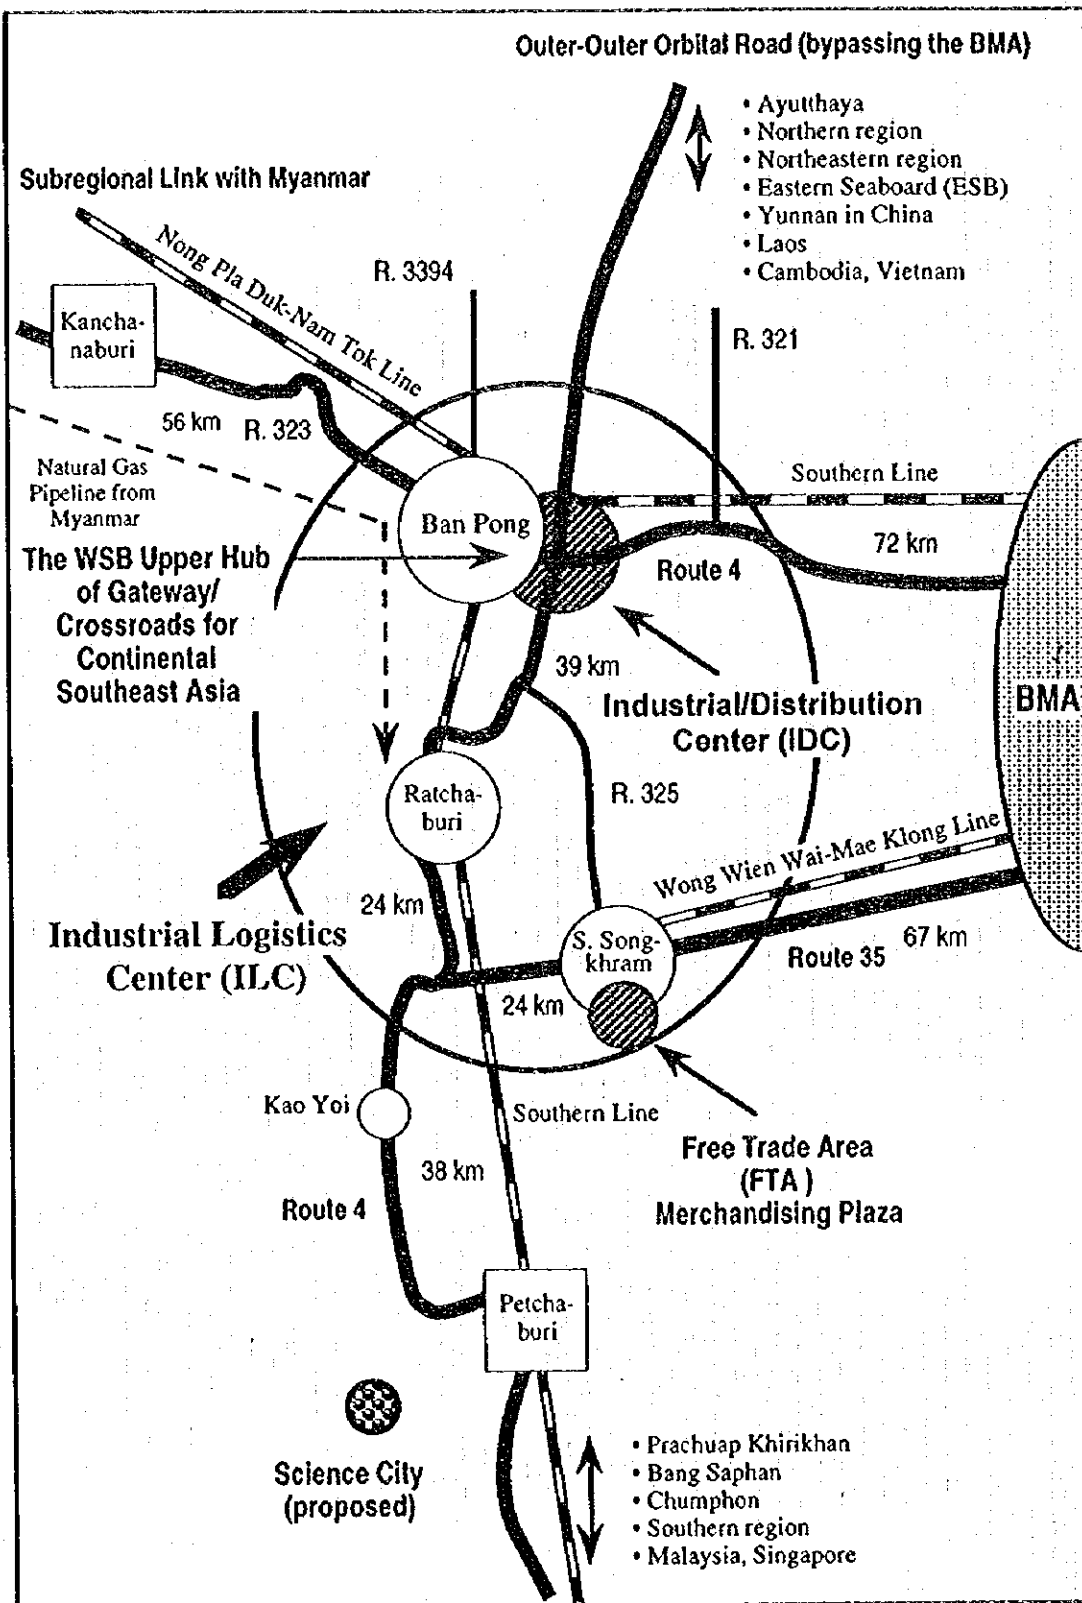 Outer-Outer Orbital Road (bypassing the BMA)
• Ayutthaya
• Northern region
• Northeastern region
• Eastern Seaboard (ESB)
• Yunnan in China
• Laos
• Cambodia, Vietnam
Subregional Link with Myanmar
Nong Pla Duk-Nam Tok Line
R. 3394
Kancha-
naburi
R. 321
56 km
R. 323
Natural Gas
Pipeline from
Myanmar
Southern Line
Ban Pong
72 km
Route 4
The WSB Upper Hub
of Gateway/
Crossroads for
Continental
Southeast Asia
39 km
Industrial/Distribution
Center (IDC)
BMA
Ratcha-
buri
R. 325
Wong Wien Wai-Mae Klong Line
24 km
Industrial Logistics
Center (ILC)
S. Song-
khram
67 km
Route 35
24 km
Kao Yoi
Southern Line
38 km
Route 4
Free Trade Area
(FTA )
Merchandising Plaza
Petcha-
buri
Science City
(proposed)
• Prachuap Khirikhan
• Bang Saphan
• Chumphon
• Southern region
• Malaysia, Singapore